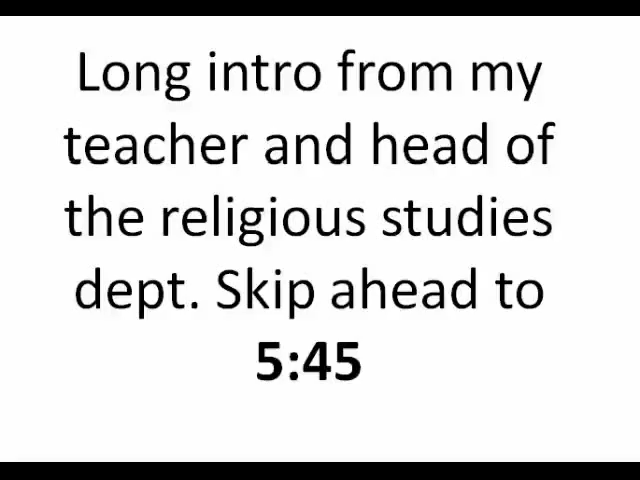 Long intro from my
teacher and head of
the religious studies
dept. Skip ahead to
5:45